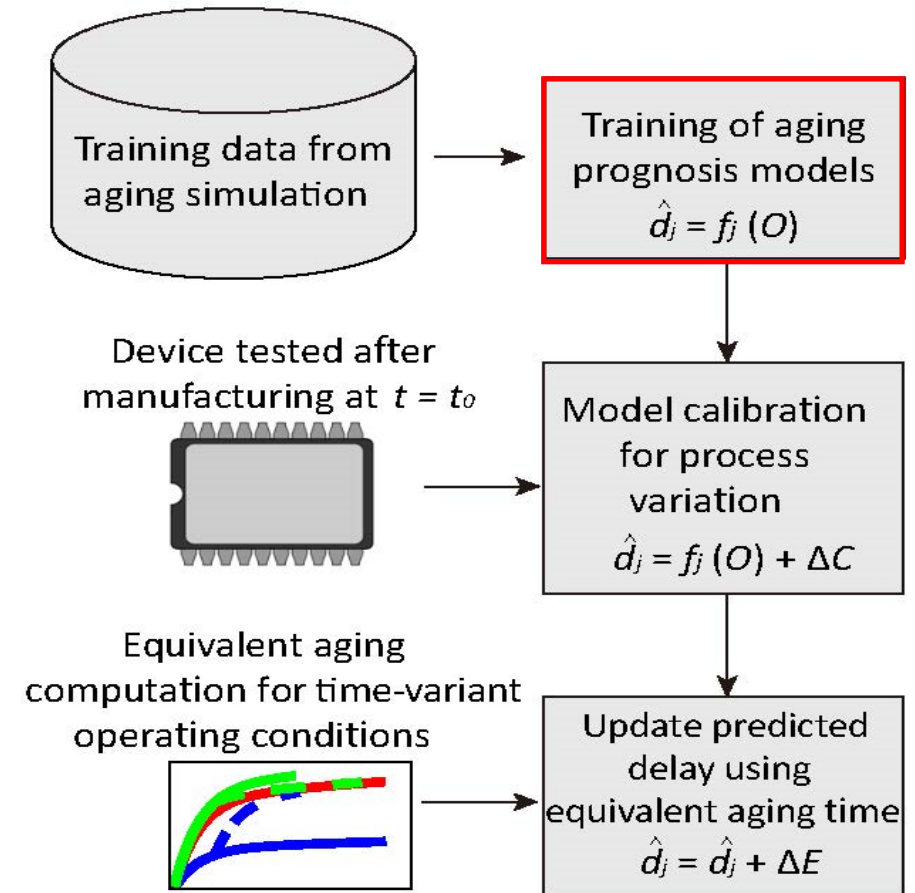 Training data from
aging simulation
Training of aging
prognosis models
d̂j = fj (O)
Device tested after
manufacturing at t = t0
Model calibration
for process
variation
d̂j = fj (O) + ΔC
Equivalent aging
computation for time-variant
operating conditions
Update predicted
delay using
equivalent aging time
d̂j = d̂j + ΔE